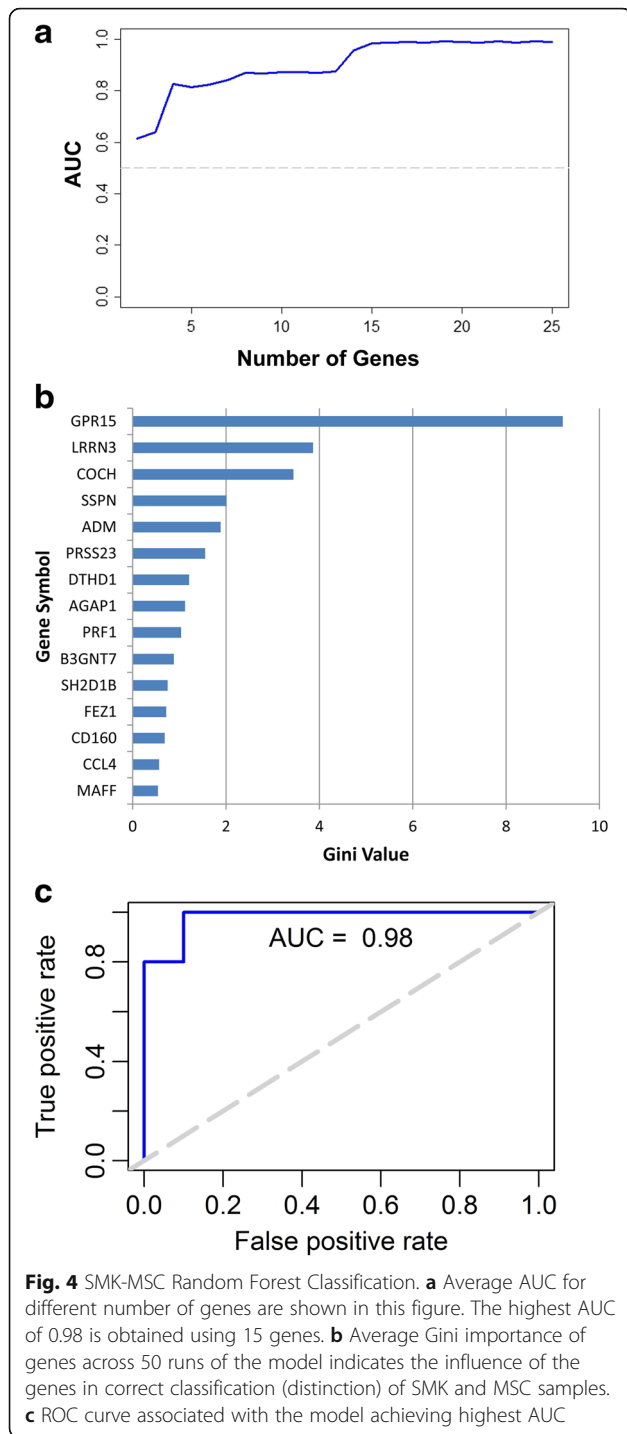 a
1.0
0.8
0.6
0.4
0.2
0.0
AUC
5 10 15 20 25
Number of Genes
b
Gene Symbol
GPR15
LRRN3
COCH
SSPN
ADM
PRSS23
DTHD1
AGAP1
PRF1
B3GNT7
SH2D1B
FEZ1
CD160
CCL4
MAFF
0 2 4 6 8 10
Gini Value
c
AUC = 0.98
True positive rate
0.8
0.4
0.0
0.0 0.2 0.4 0.6 0.8 1.0
False positive rate
Fig. 4 SMK-MSC Random Forest Classification. a Average AUC for
different number of genes are shown in this figure. The highest AUC
of 0.98 is obtained using 15 genes. b Average Gini importance of
genes across 50 runs of the model indicates the influence of the
genes in correct classification (distinction) of SMK and MSC samples.
c ROC curve associated with the model achieving highest AUC